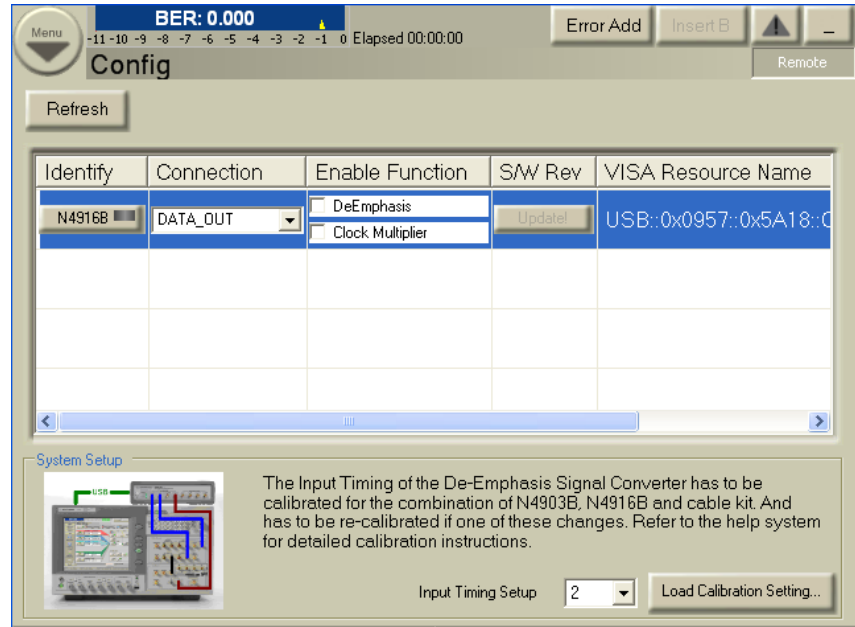 Menu
BER: 0.000
-11 -10 -9 -8 -7 -6 -5 -4 -3 -2 -1 0 Elapsed 00:00:00
Error Add
Insert B
Config
Remote
Refresh
Identify Connection Enable Function S/W Rev VISA Resource Name
N4916B DATA_OUT DeEmphasis Update! USB::0x0957::0x5A18::
Clock Multiplier
System Setup
USB
The Input Timing of the De-Emphasis Signal Converter has to be
calibrated for the combination of N4903B, N4916B and cable kit. And
has to be re-calibrated if one of these changes. Refer to the help system
for detailed calibration instructions.
Input Timing Setup 2 Load Calibration Setting...